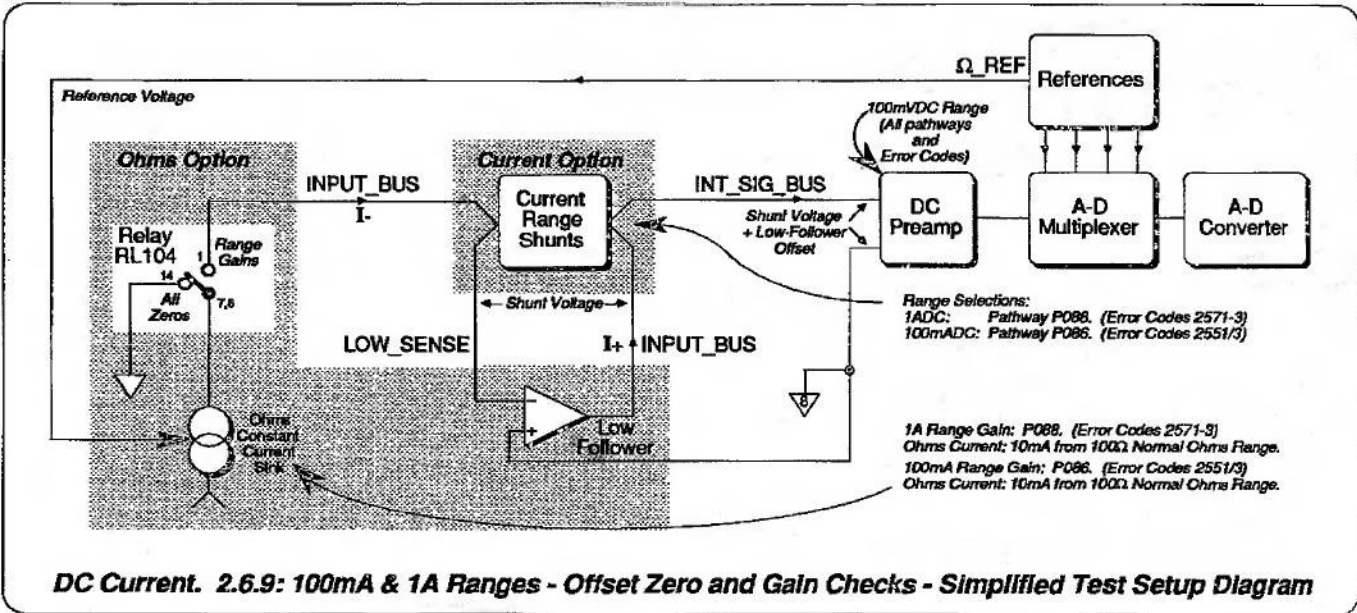 Ω_REF
References
Reference Voltage
100mVDC Range
(All pathways
and
Error Codes)
Ohms Option
Current Option
INPUT_BUS
I-
Current
Range
Shunts
INT_SIG_BUS
Shunt Voltage
+ Low-Follower
Offset
DC
Preamp
A-D
Multiplexer
A-D
Converter
Relay
RL104
1
Range
Gains
14
7,8
All
Zeros
Shunt Voltage
LOW_SENSE
I+
INPUT_BUS
Range Selections:
1ADC: Pathway P088. (Error Codes 2571-3)
100mADC: Pathway P086. (Error Codes 2551/3)
-
+
Low
Follower
8
Ohms
Constant
Current
Sink
1A Range Gain: P088. (Error Codes 2571-3)
Ohms Current: 10mA from 100Ω Normal Ohms Range.
100mA Range Gain: P086. (Error Codes 2551/3)
Ohms Current: 10mA from 100Ω Normal Ohms Range.
DC Current. 2.6.9: 100mA & 1A Ranges - Offset Zero and Gain Checks - Simplified Test Setup Diagram